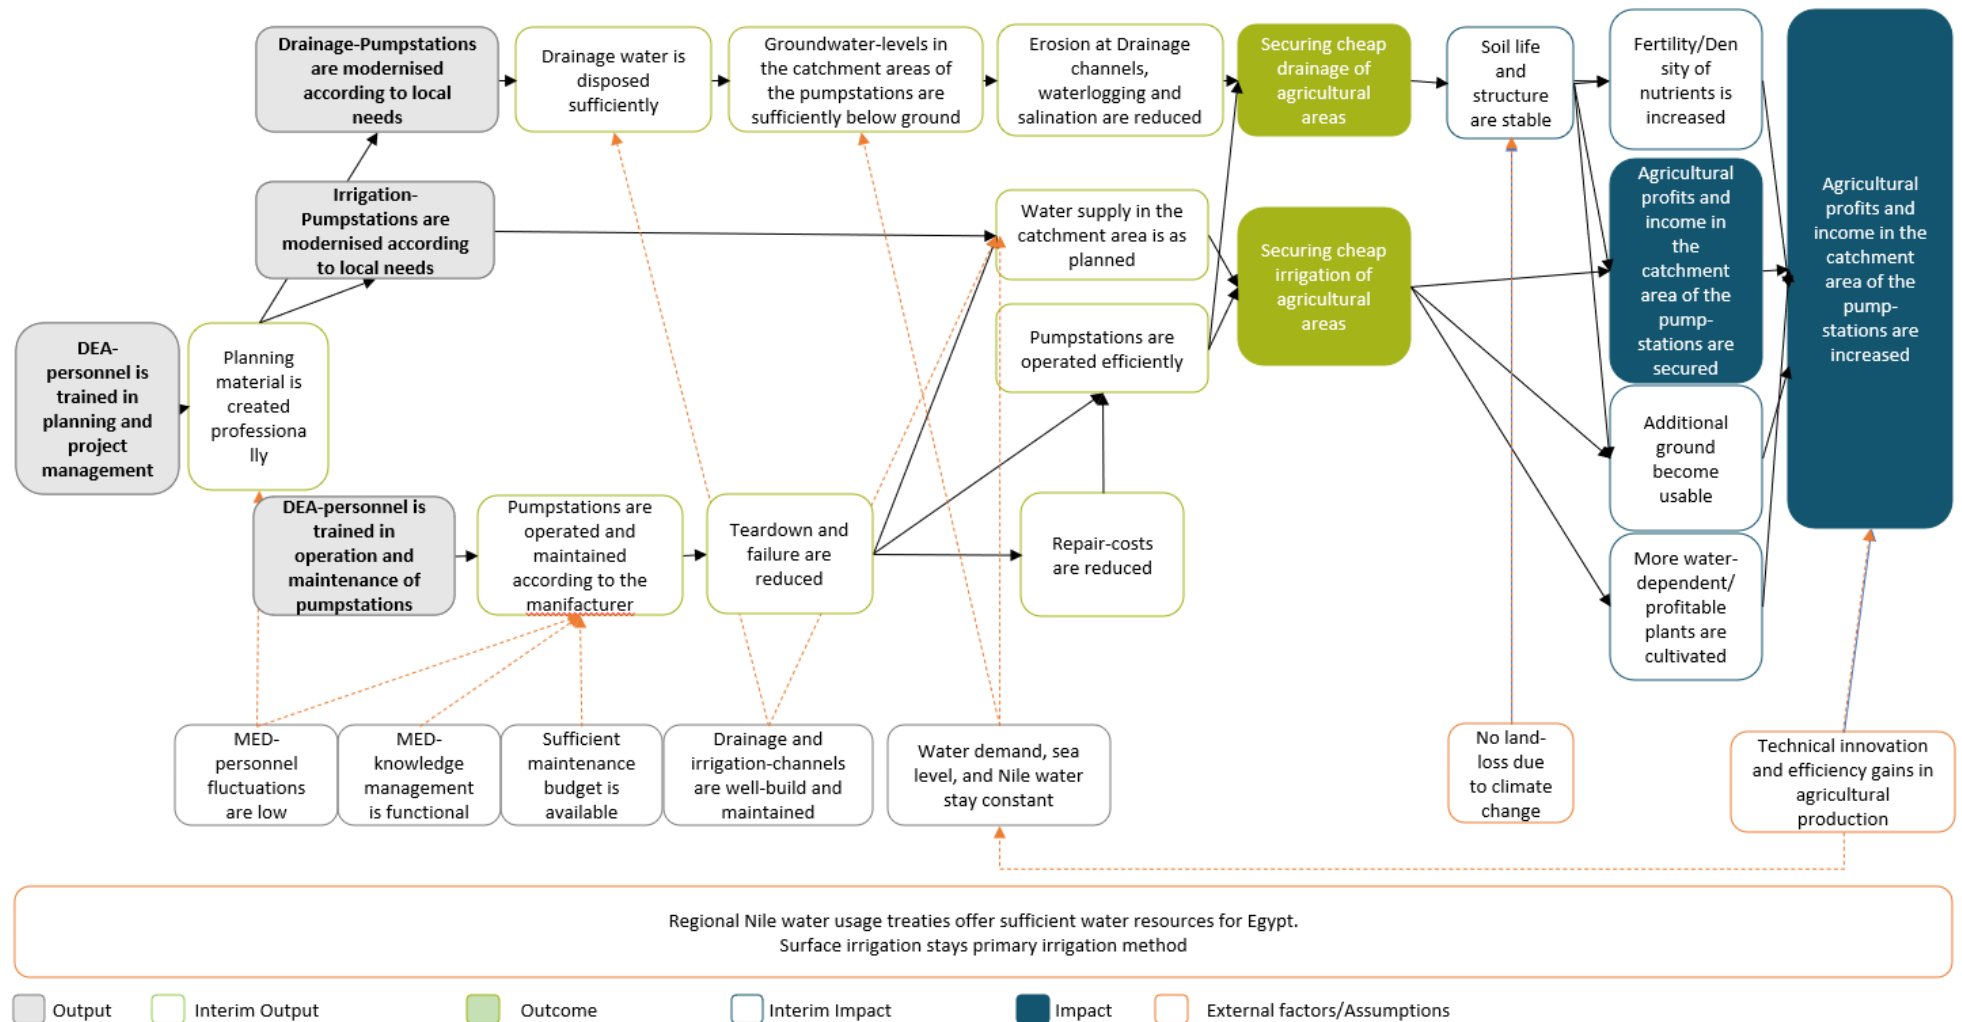 Drainage-Pumpstations
are modernised
according to local
needs
Drainage water is
disposed
sufficiently
Groundwater-levels in
the catchment areas of
the pumpstations are
sufficiently below ground
Erosion at Drainage
channels,
waterlogging and
salination are reduced
Securing cheap
drainage of
agricultural
areas
Soil life
and
structure
are stable
Fertility/Den
sity of
nutrients is
increased
Agricultural
profits and
income in the
catchment
area of the
pump-
stations are
increased
Irrigation-
Pumpstations are
modernised according
to local needs
Water supply in the
catchment area is as
planned
Securing cheap
irrigation of
agricultural
areas
Agricultural
profits and
income in
the
catchment
area of the
pump-
stations are
secured
Pumpstations are
operated efficiently
DEA-
personnel is
trained in
planning and
project
management
Planning
material is
created
professiona
lly
Additional
ground
become
usable
DEA-personnel is
trained in
operation and
maintenance of
pumpstations
Pumpstations are
operated and
maintained
according to the
manifacturer
Teardown and
failure are
reduced
Repair-costs
are reduced
More water-
dependent/
profitable
plants are
cultivated
MED-
personnel
fluctuations
are low
MED-
knowledge
management
is functional
Sufficient
maintenance
budget is
available
Drainage and
irrigation-channels
are well-build and
maintained
Water demand, sea
level, and Nile water
stay constant
No land-
loss due
to climate
change
Technical innovation
and efficiency gains in
agricultural
production
Regional Nile water usage treaties offer sufficient water resources for Egypt.
Surface irrigation stays primary irrigation method
Output
Interim Output
Outcome
Interim Impact
Impact
External factors/Assumptions